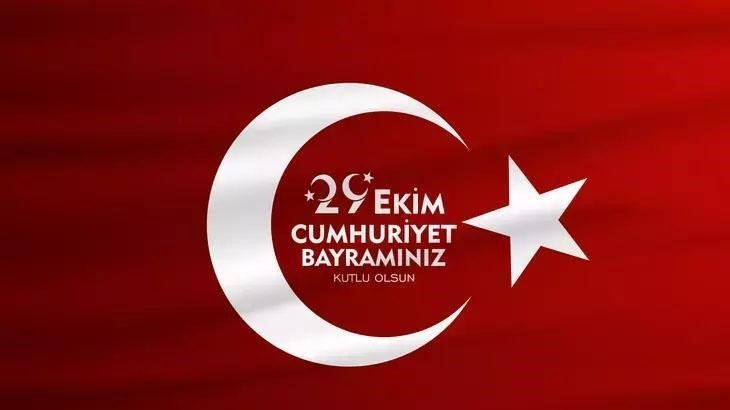 29 EKİM
CUMHURİYET
BAYRAMINIZ
KUTLU OLSUN